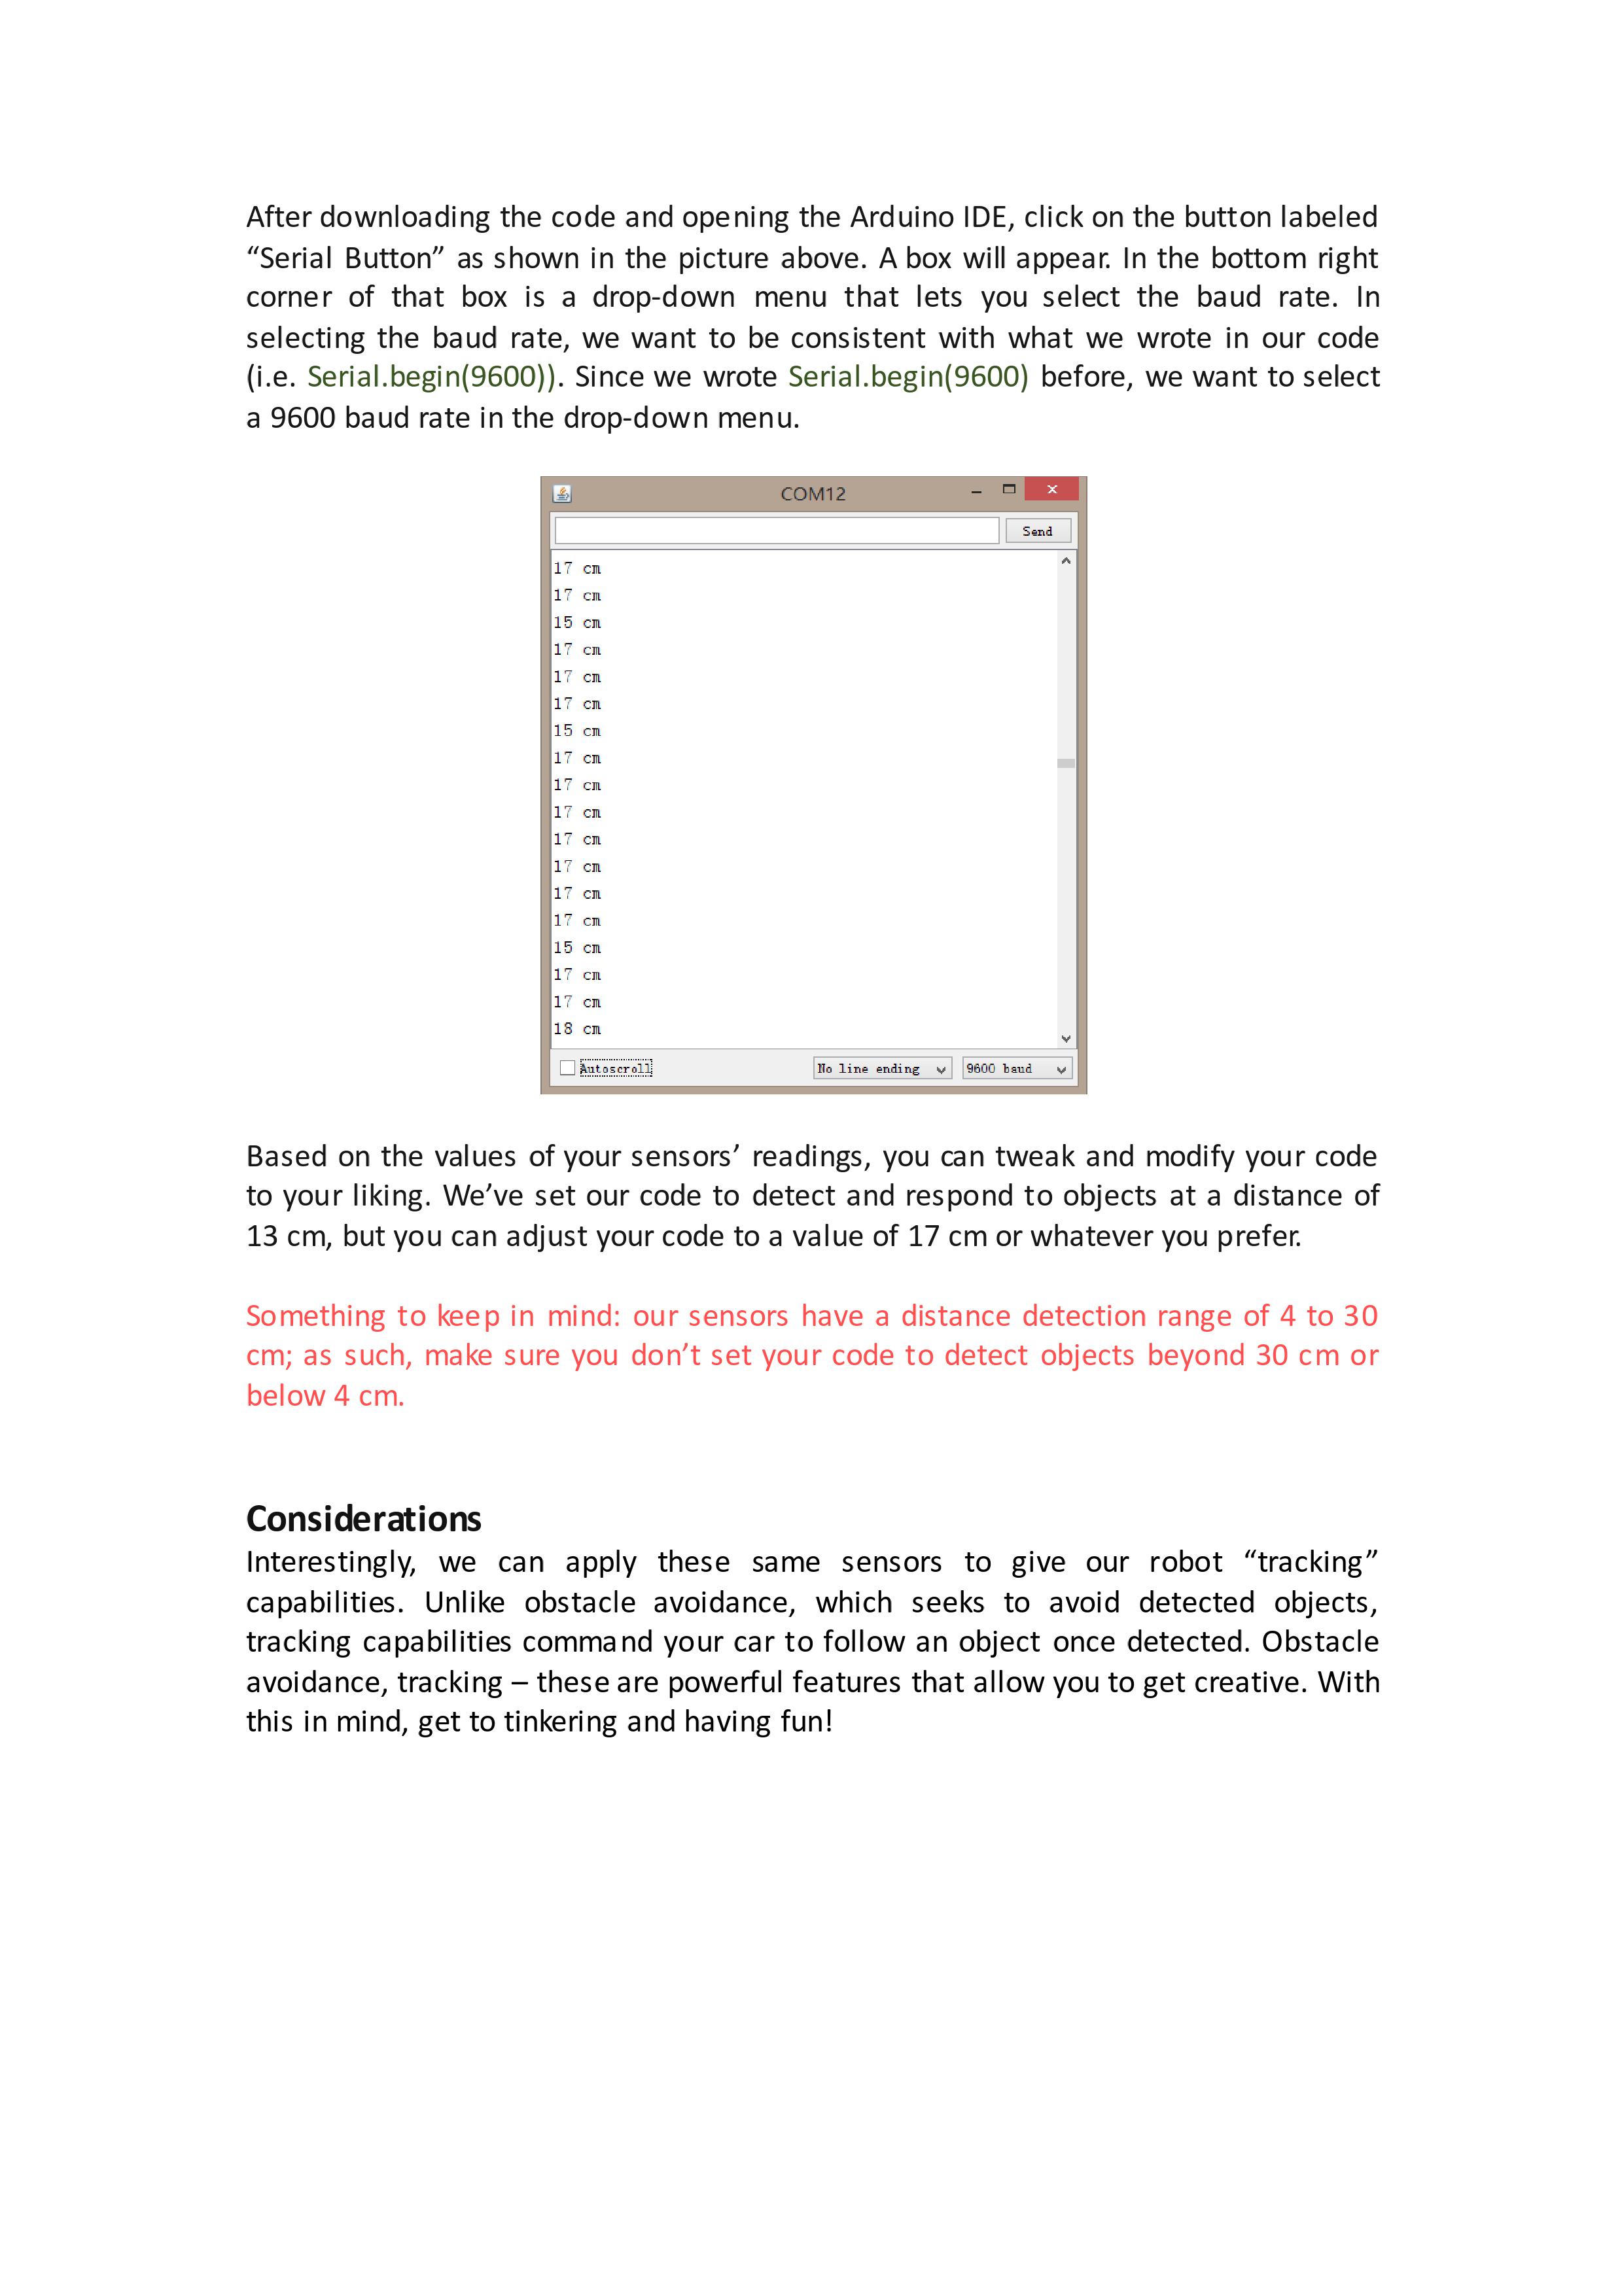 After downloading the code and opening the Arduino IDE, click on the button labeled
“Serial Button” as shown in the picture above. A box will appear. In the bottom right
corner of that box is a drop-down menu that lets you select the baud rate. In
selecting the baud rate, we want to be consistent with what we wrote in our code
(i.e. Serial.begin(9600)). Since we wrote Serial.begin(9600) before, we want to select
a 9600 baud rate in the drop-down menu.
COM12
Send
17 cm
17 cm
15 cm
17 cm
17 cm
17 cm
15 cm
17 cm
17 cm
17 cm
17 cm
17 cm
17 cm
17 cm
15 cm
17 cm
17 cm
18 cm
Autoscroll No line ending 9600 baud
Based on the values of your sensors’ readings, you can tweak and modify your code
to your liking. We’ve set our code to detect and respond to objects at a distance of
13 cm, but you can adjust your code to a value of 17 cm or whatever you prefer.
Something to keep in mind: our sensors have a distance detection range of 4 to 30
cm; as such, make sure you don’t set your code to detect objects beyond 30 cm or
below 4 cm.
Considerations
Interestingly, we can apply these same sensors to give our robot “tracking”
capabilities. Unlike obstacle avoidance, which seeks to avoid detected objects,
tracking capabilities command your car to follow an object once detected. Obstacle
avoidance, tracking – these are powerful features that allow you to get creative. With
this in mind, get to tinkering and having fun!